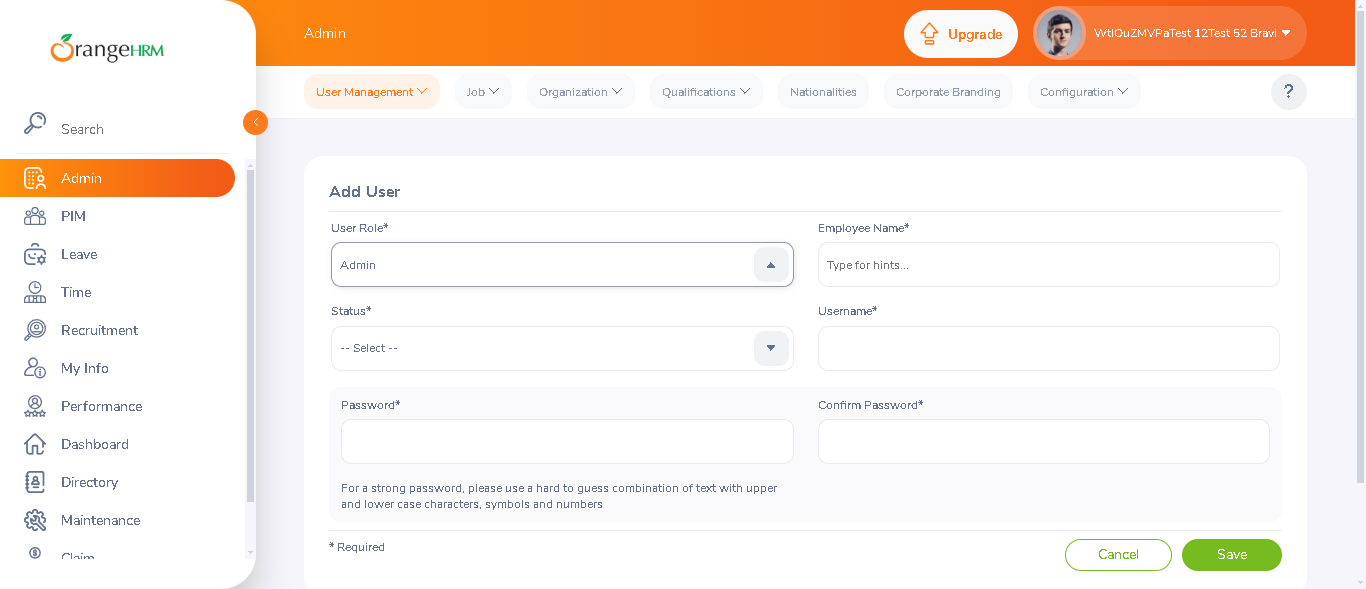 OrangeHRM
Admin
Upgrade
WtlOuZMVPaTest 12Test 52 Bravi
User Management
Job
Organization
Qualifications
Nationalities
Corporate Branding
Configuration
?
Search
Admin
PIM
Leave
Time
Recruitment
My Info
Performance
Dashboard
Directory
Maintenance
Claim
Add User
User Role*
Employee Name*
Admin
Type for hints...
Status*
Username*
-- Select --
Password*
Confirm Password*
For a strong password, please use a hard to guess combination of text with upper
and lower case characters, symbols and numbers
* Required
Cancel
Save